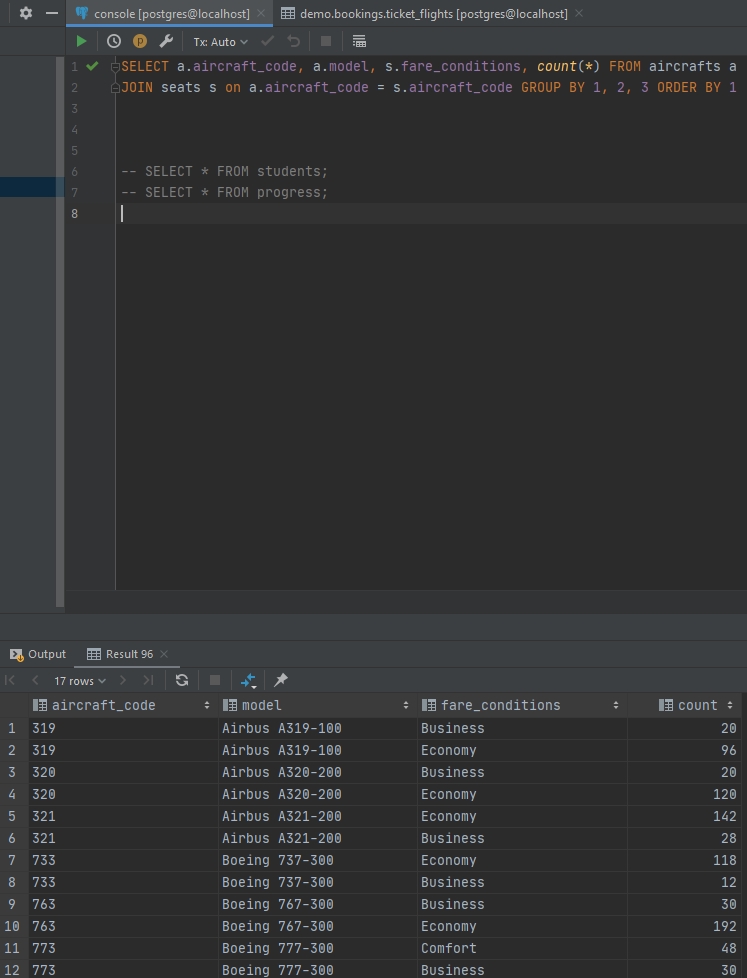 console [postgres@localhost]
demo.bookings.ticket_flights [postgres@localhost]
P
Tx: Auto
1 SELECT a.aircraft_code, a.model, s.fare_conditions, count(*) FROM aircrafts a
2 JOIN seats s on a.aircraft_code = s.aircraft_code GROUP BY 1, 2, 3 ORDER BY 1
3
4
5
6 -- SELECT * FROM students;
7 -- SELECT * FROM progress;
8
Output
Result 96
17 rows
aircraft_code model fare_conditions count
1 319 Airbus A319-100 Business 20
2 319 Airbus A319-100 Economy 96
3 320 Airbus A320-200 Business 20
4 320 Airbus A320-200 Economy 120
5 321 Airbus A321-200 Economy 142
6 321 Airbus A321-200 Business 28
7 733 Boeing 737-300 Economy 118
8 733 Boeing 737-300 Business 12
9 763 Boeing 767-300 Business 30
10 763 Boeing 767-300 Economy 192
11 773 Boeing 777-300 Comfort 48
12 773 Boeing 777-300 Business 30